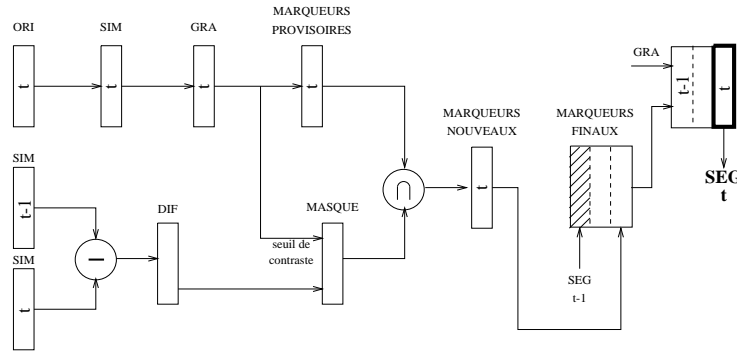 MARQUEURS
PROVISOIRES
ORI
SIM
GRA
t
t
t
t
GRA
t-1
t
MARQUEURS
NOUVEAUX
MARQUEURS
FINAUX
SIM
t-1
DIF
MASQUE
t
SEG
t
SIM
t
seuil de
contraste
SEG
t-1